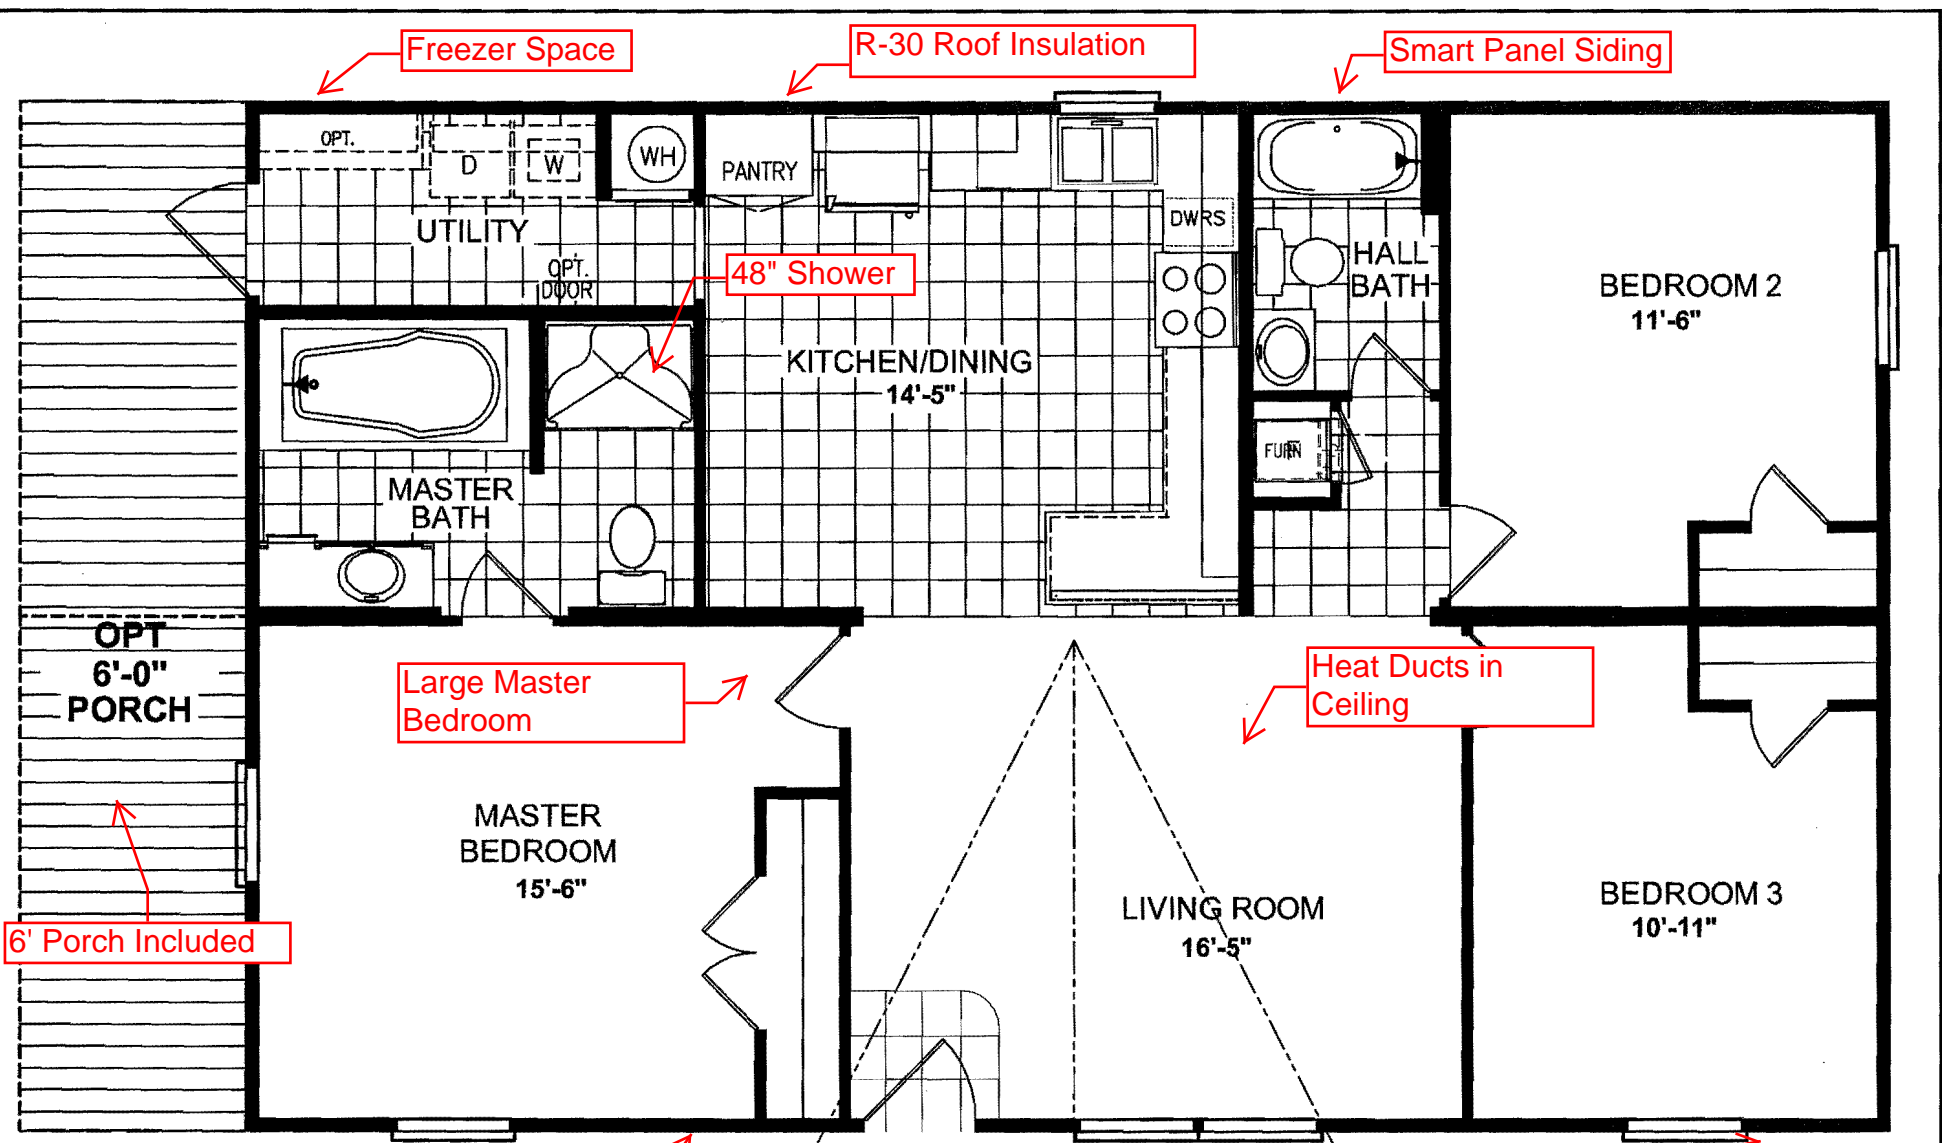 Freezer Space
R-30 Roof Insulation
Smart Panel Siding
OPT.
D
W
WH
PANTRY
UTILITY
OPT.
DOOR
48" Shower
DWRS
HALL
BATH
BEDROOM 2
11'-6"
KITCHEN/DINING
14'-5"
FURN
MASTER
BATH
OPT
6'-0"
PORCH
Large Master
Bedroom
Heat Ducts in
Ceiling
MASTER
BEDROOM
15'-6"
LIVING ROOM
16'-5"
BEDROOM 3
10'-11"
6' Porch Included